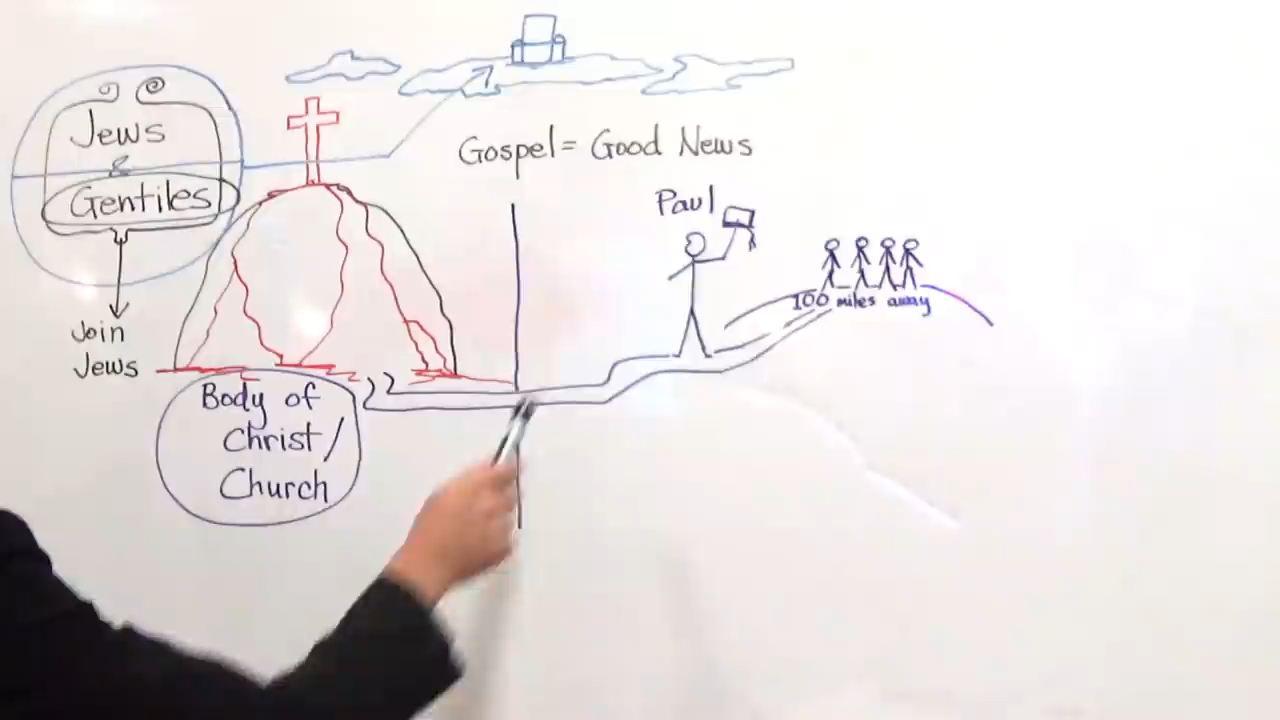 Jews
&
Gentiles
Join
Jews
Body of
Christ/
Church
Gospel = Good News
Paul
100 miles away